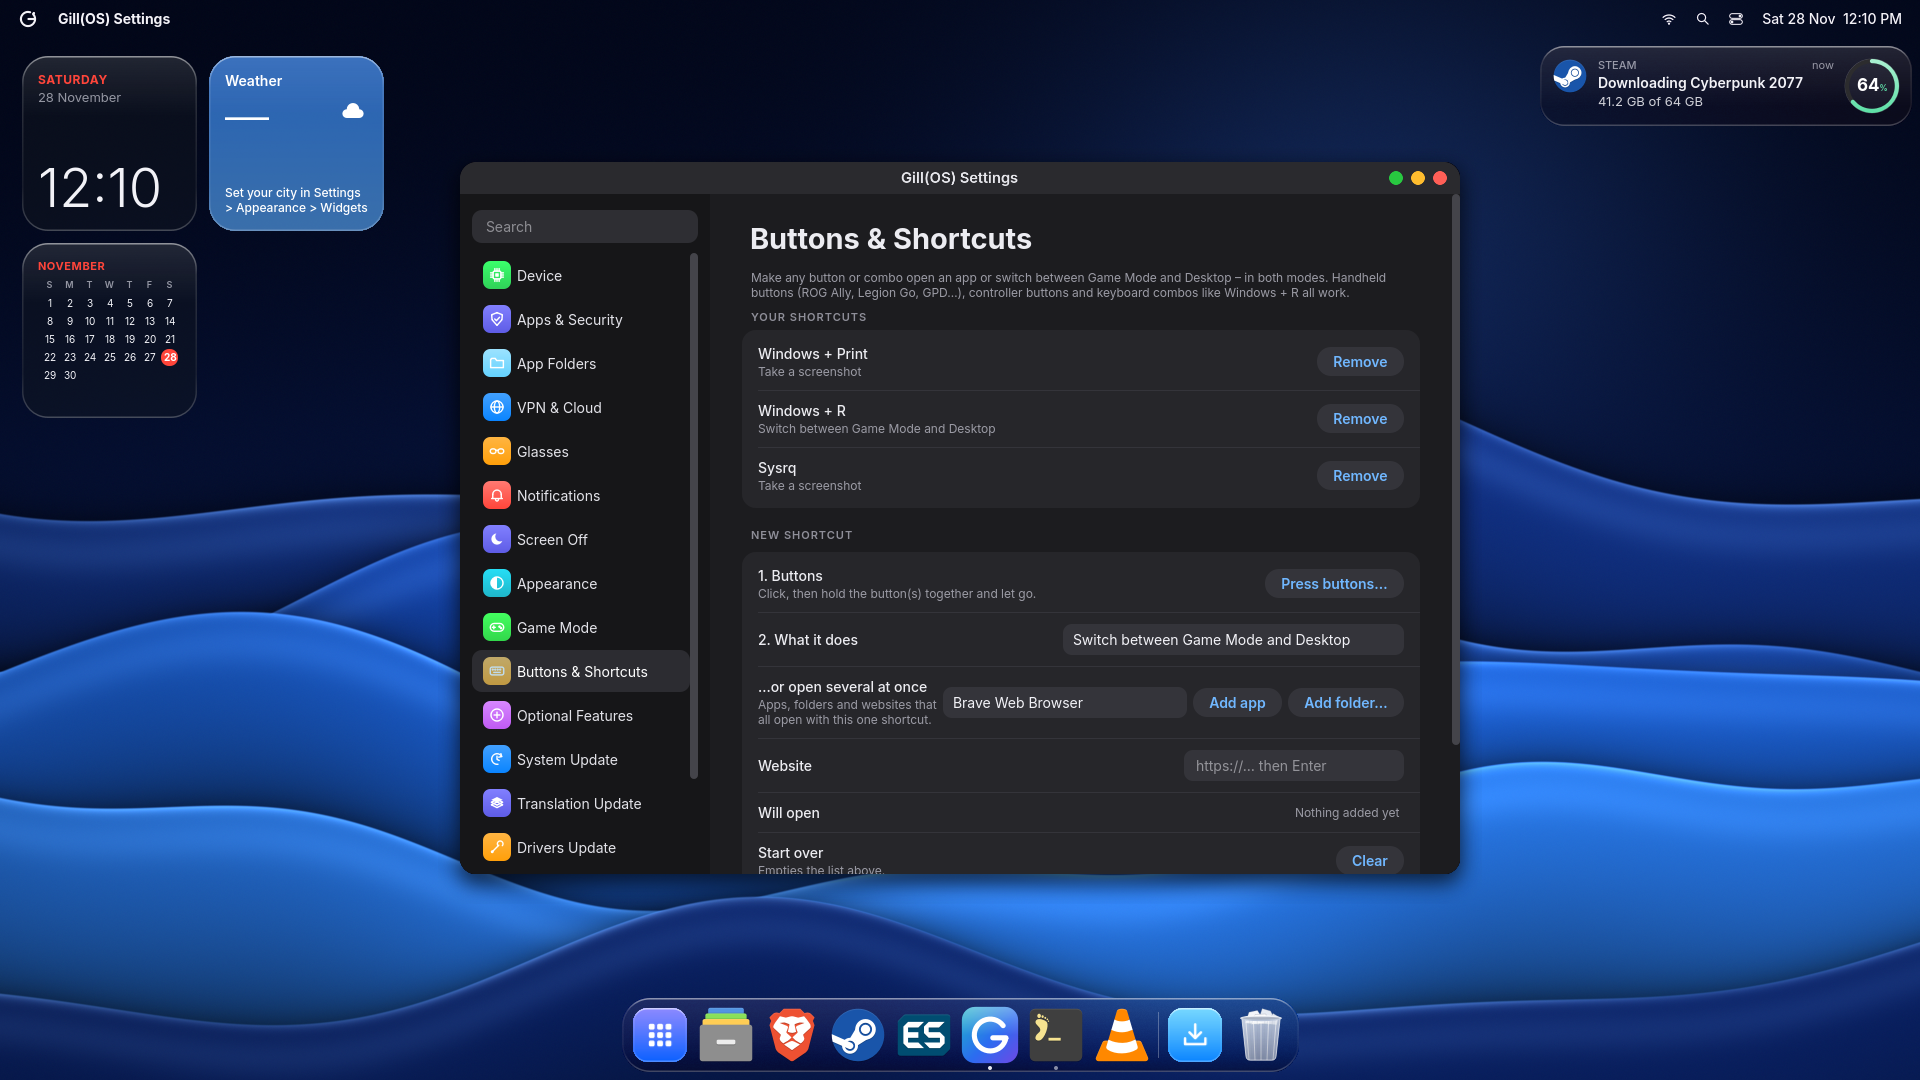 Gill(OS) Settings
Sat 28 Nov 12:10 PM
SATURDAY
28 November
12:10
Weather
Set your city in Settings
> Appearance > Widgets
NOVEMBER
S M T W T F S
1 2 3 4 5 6 7
8 9 10 11 12 13 14
15 16 17 18 19 20 21
22 23 24 25 26 27 28
29 30
STEAM
now
Downloading Cyberpunk 2077
41.2 GB of 64 GB
64%
Gill(OS) Settings
Search
Device
Apps & Security
App Folders
VPN & Cloud
Glasses
Notifications
Screen Off
Appearance
Game Mode
Buttons & Shortcuts
Optional Features
System Update
Translation Update
Drivers Update
Buttons & Shortcuts
Make any button or combo open an app or switch between Game Mode and Desktop – in both modes. Handheld
buttons (ROG Ally, Legion Go, GPD...), controller buttons and keyboard combos like Windows + R all work.
YOUR SHORTCUTS
Windows + Print
Take a screenshot
Remove
Windows + R
Switch between Game Mode and Desktop
Remove
Sysrq
Take a screenshot
Remove
NEW SHORTCUT
1. Buttons
Click, then hold the button(s) together and let go.
Press buttons...
2. What it does
Switch between Game Mode and Desktop
...or open several at once
Apps, folders and websites that
all open with this one shortcut.
Brave Web Browser
Add app
Add folder...
Website
https://... then Enter
Will open
Nothing added yet
Start over
Empties the list above.
Clear
ES